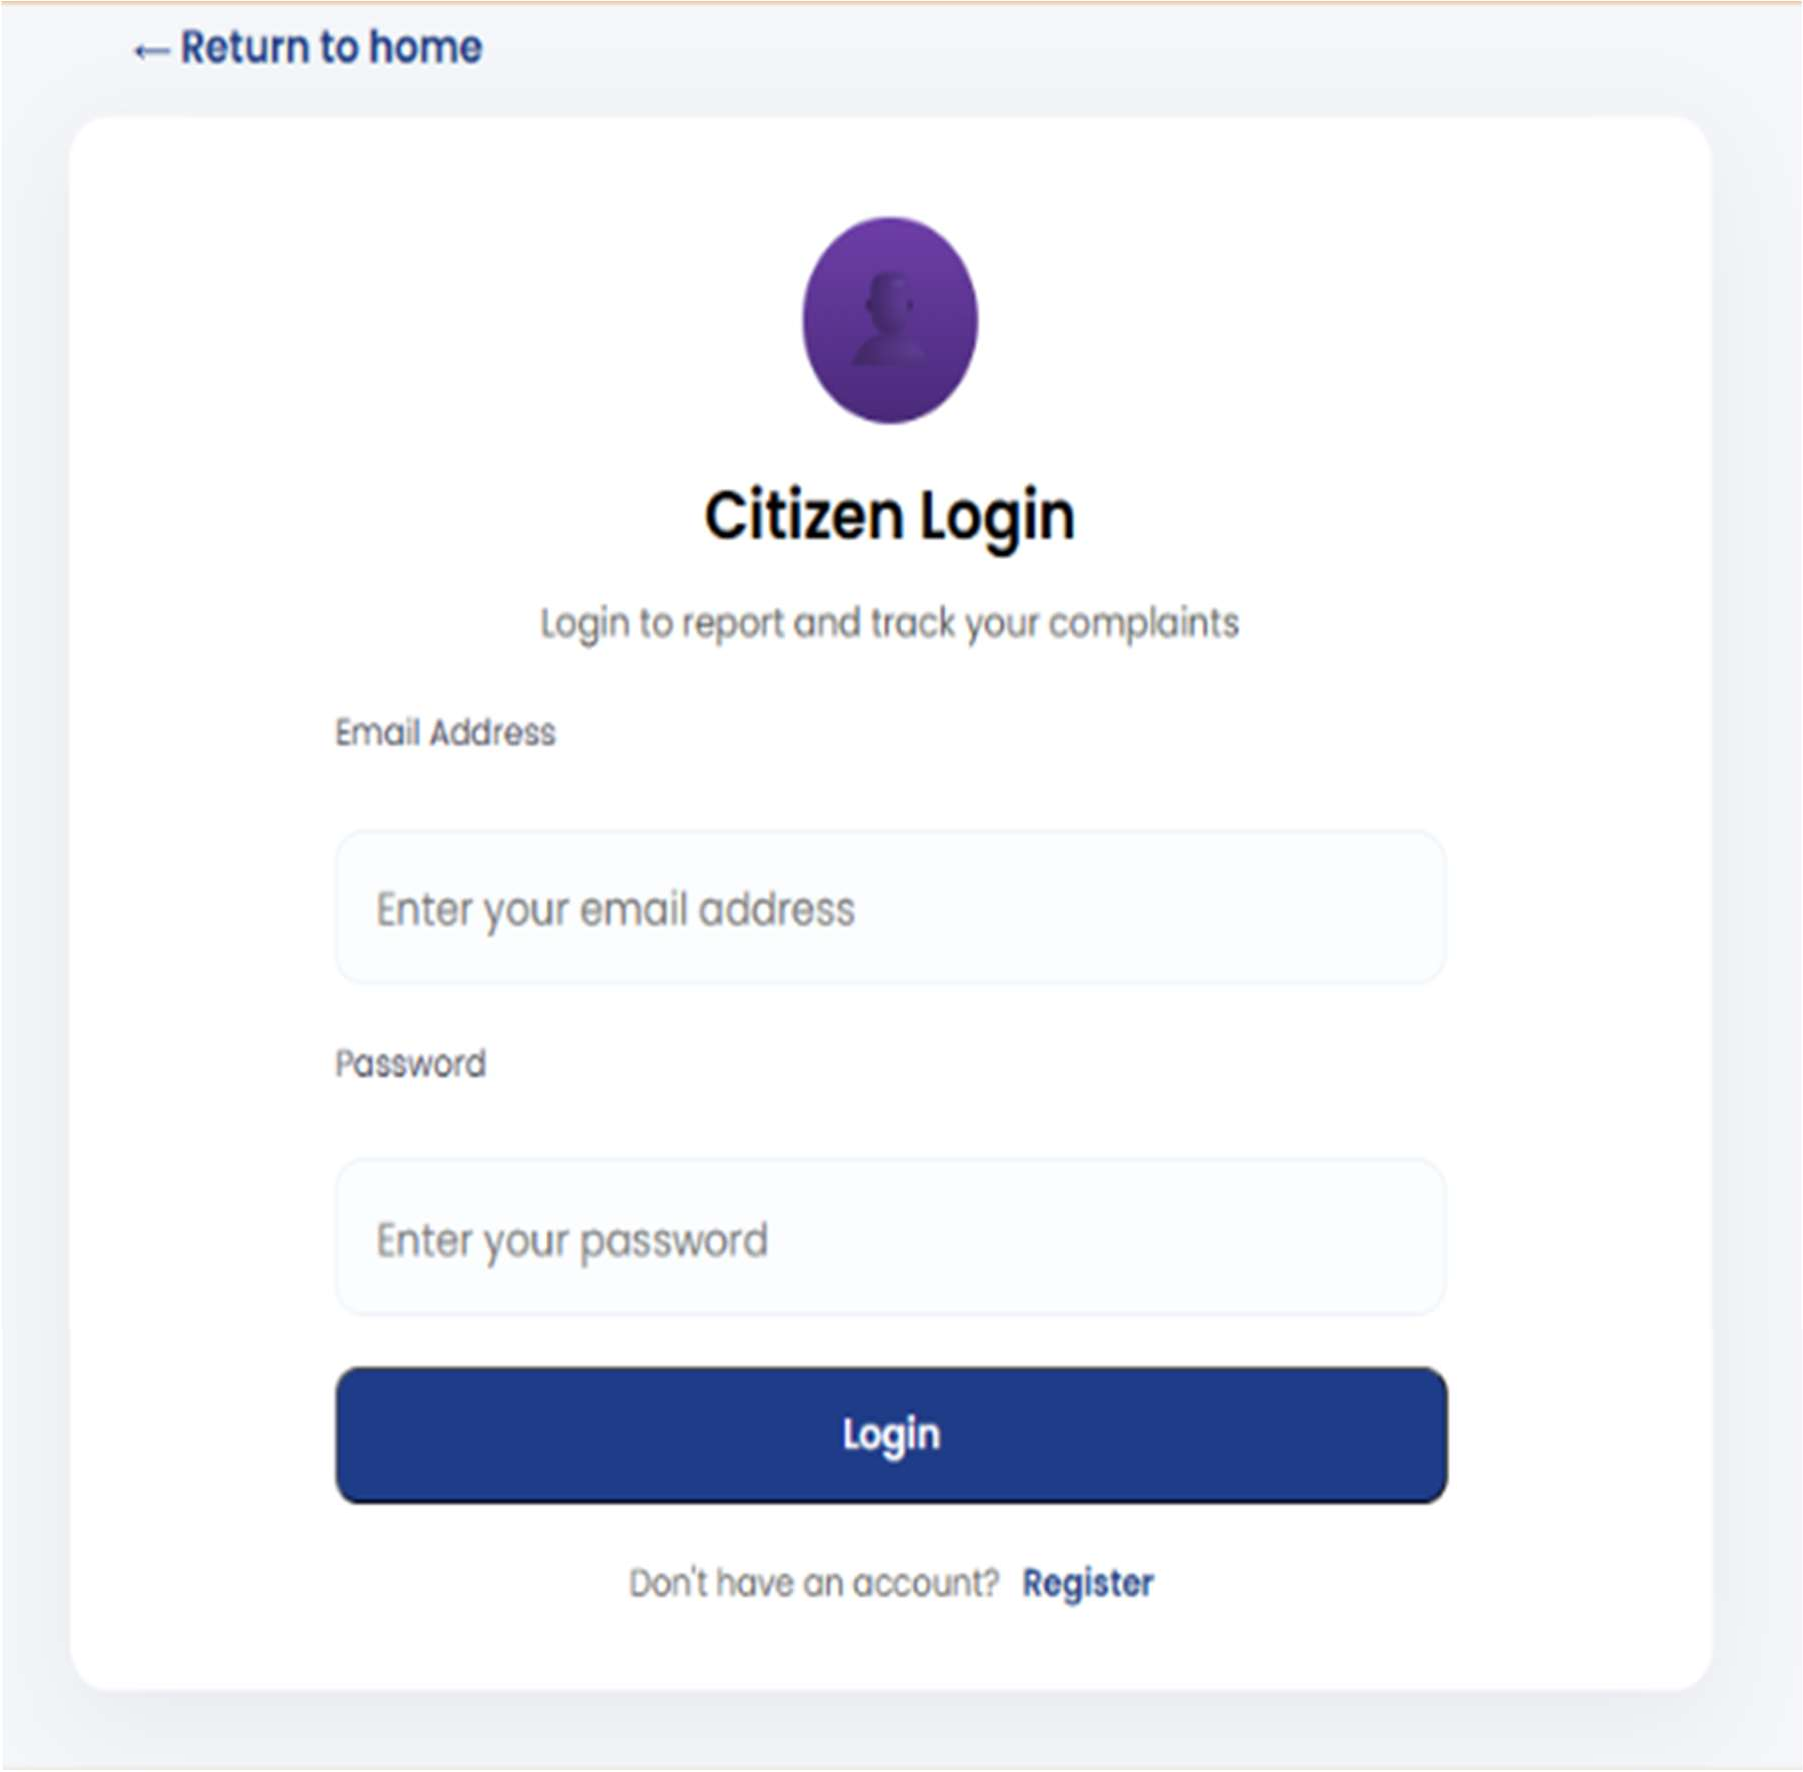 ← Return to home
Citizen Login
Login to report and track your complaints
Email Address
Enter your email address
Password
Enter your password
Login
Don't have an account? Register